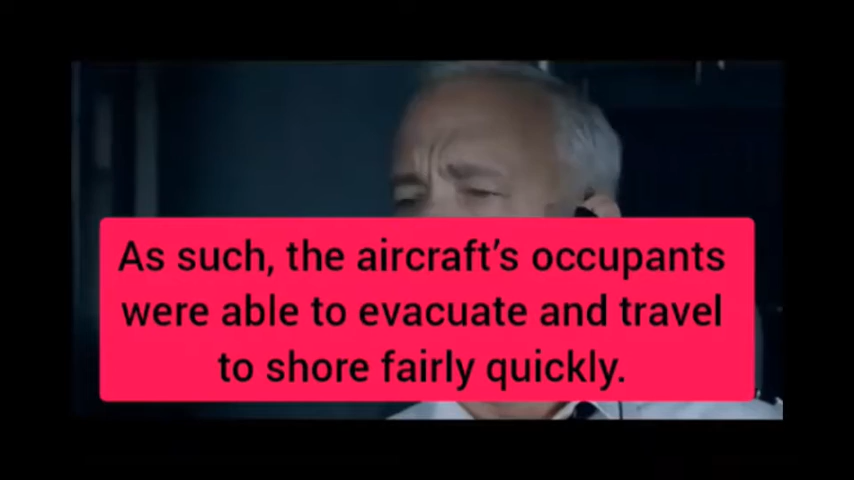 As such, the aircraft's occupants
were able to evacuate and travel
to shore fairly quickly.